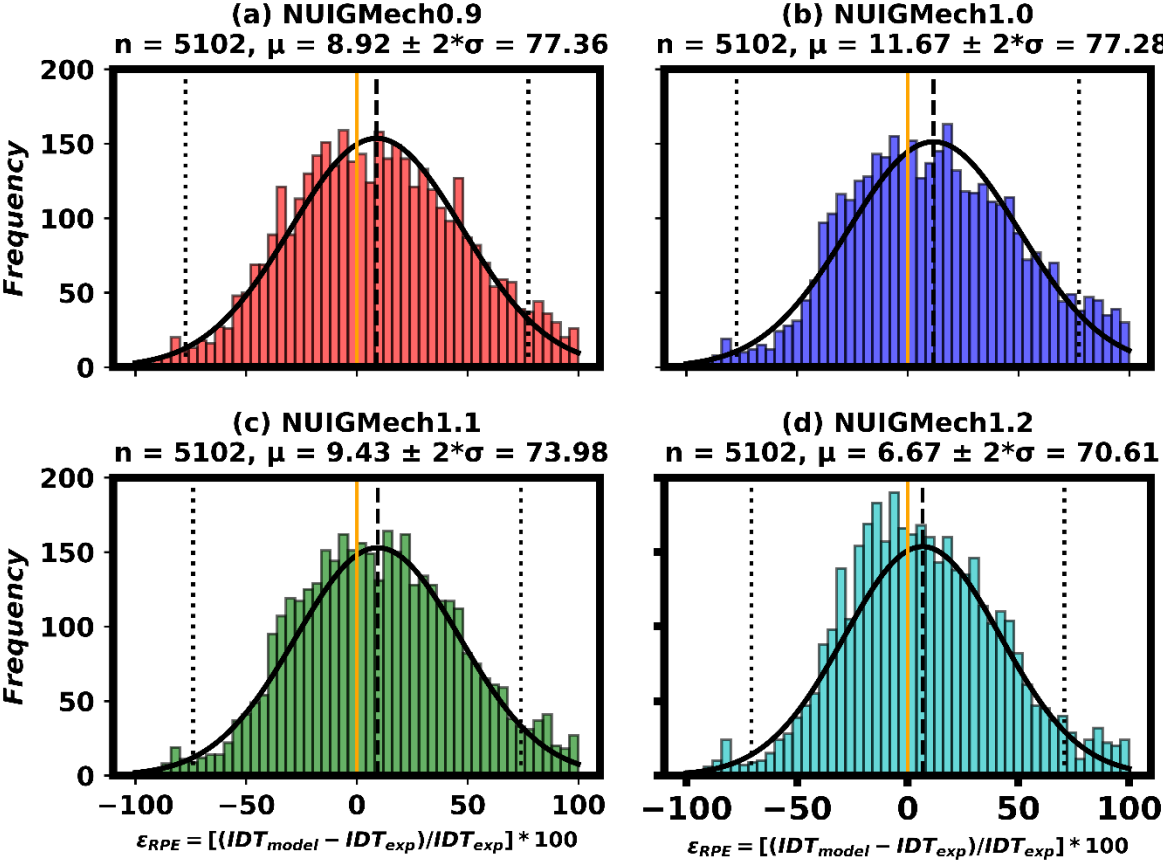 (a) NUIGMech0.9
n = 5102, μ = 8.92 ± 2*σ = 77.36
(b) NUIGMech1.0
n = 5102, μ = 11.67 ± 2*σ = 77.28
200
150
100
50
0
Frequency
(c) NUIGMech1.1
n = 5102, μ = 9.43 ± 2*σ = 73.98
(d) NUIGMech1.2
n = 5102, μ = 6.67 ± 2*σ = 70.61
200
150
100
50
0
Frequency
−100 −50 0 50 100
−100 −50 0 50 100
ε_RPE = [(IDT_model − IDT_exp)/IDT_exp] * 100
ε_RPE = [(IDT_model − IDT_exp)/IDT_exp] * 100